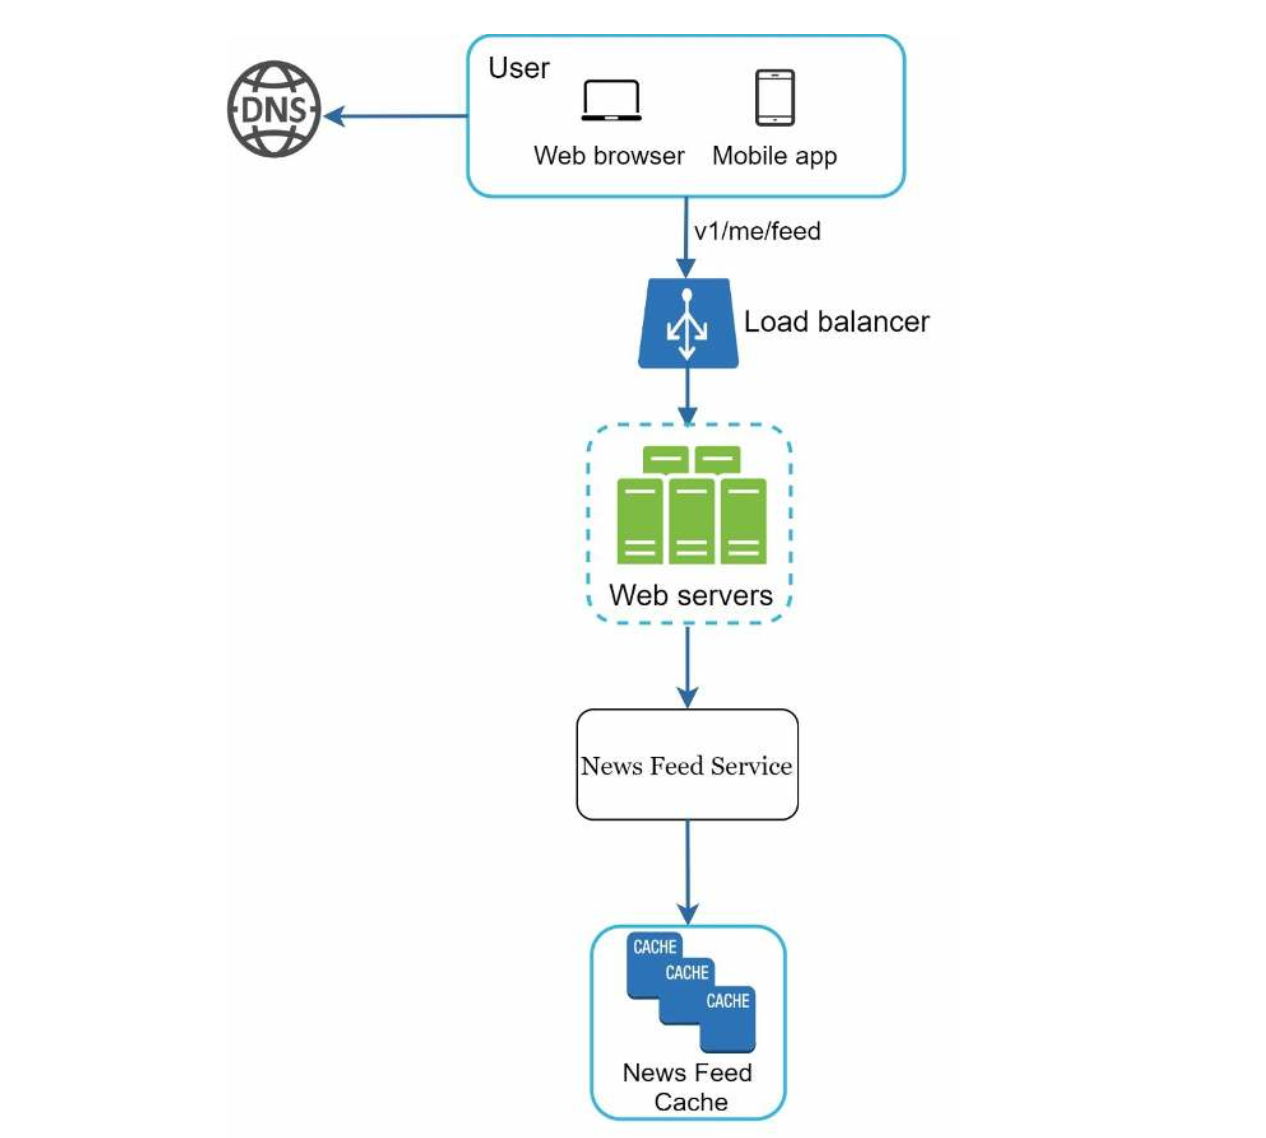 User
DNS
Web browser
Mobile app
v1/me/feed
Load balancer
Web servers
News Feed Service
CACHE
CACHE
CACHE
News Feed
Cache